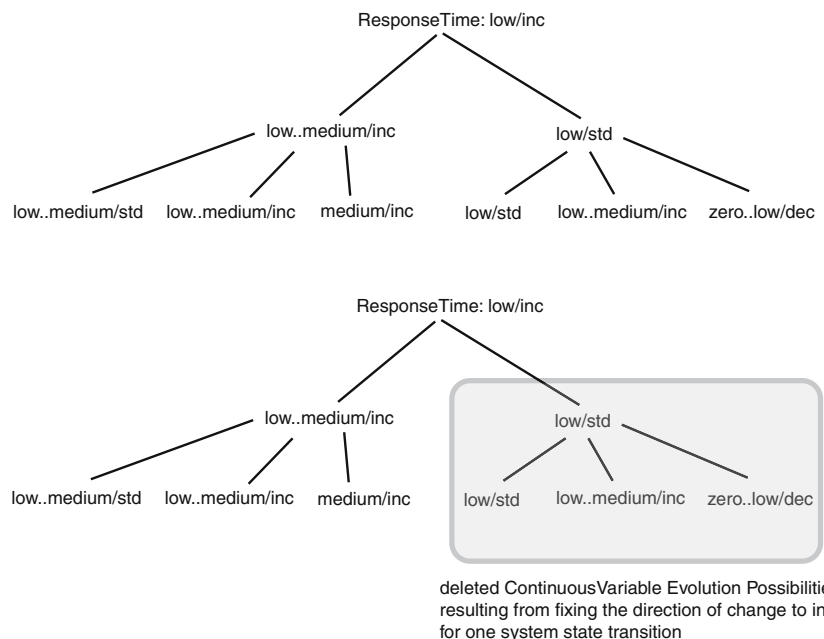 ResponseTime: low/inc
low..medium/inc low/std
low..medium/std low..medium/inc medium/inc low/std low..medium/inc zero..low/dec
ResponseTime: low/inc
low..medium/inc low/std
low..medium/std low..medium/inc medium/inc low/std low..medium/inc zero..low/dec
deleted ContinuousVariable Evolution
resulting from fixing the direction of change to
for one system state transition